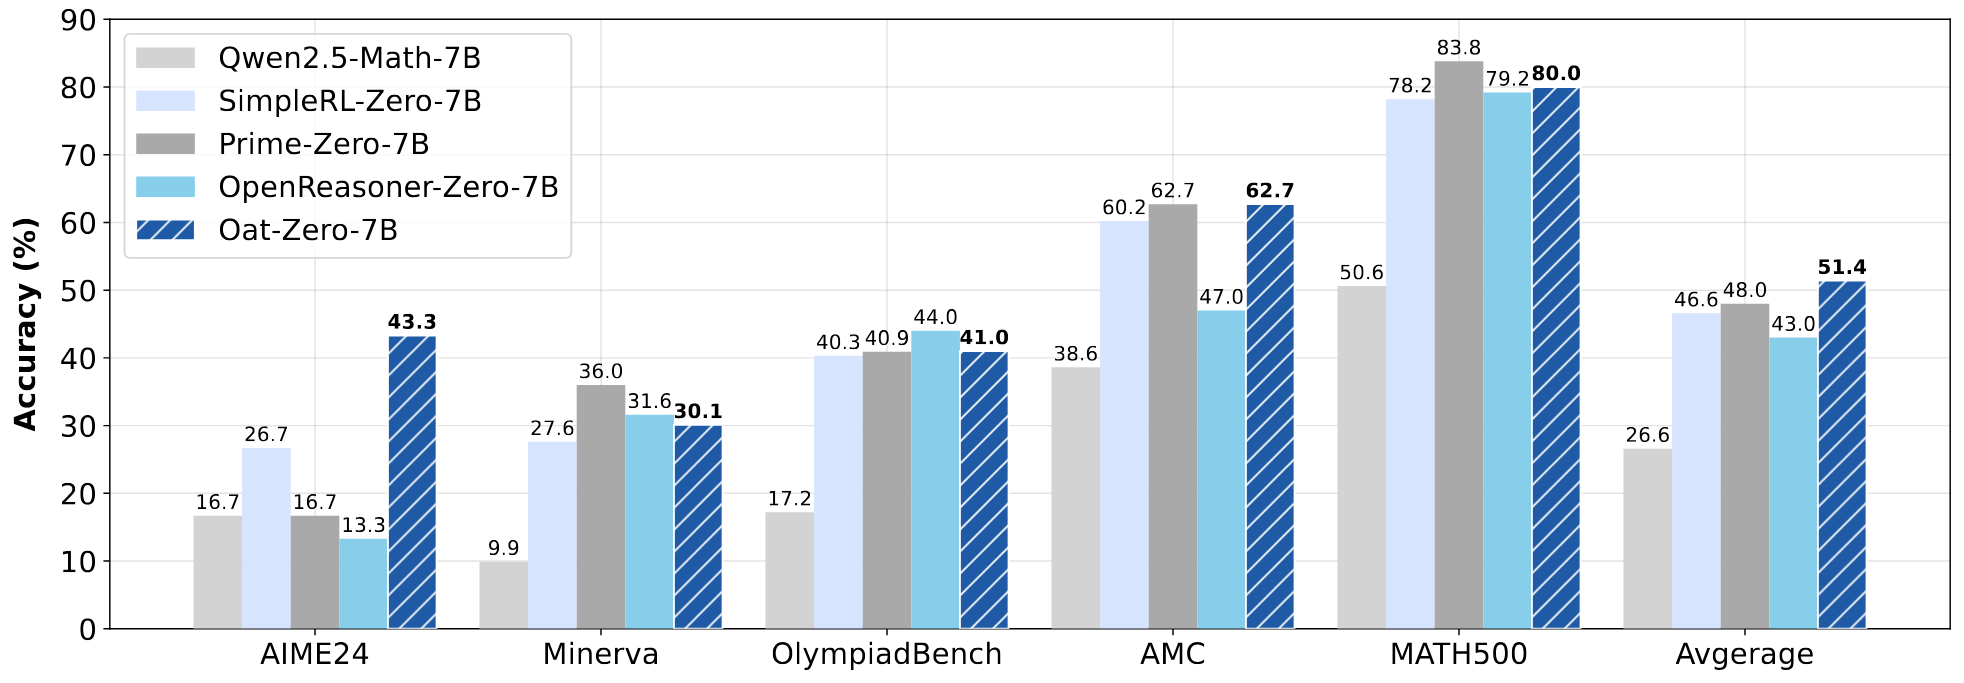 Accuracy (%)
90
80
70
60
50
40
30
20
10
0
Qwen2.5-Math-7B
SimpleRL-Zero-7B
Prime-Zero-7B
OpenReasoner-Zero-7B
Oat-Zero-7B
16.7 26.7 16.7 13.3 43.3
9.9 27.6 36.0 31.6 30.1
17.2 40.3 40.9 44.0 41.0
38.6 60.2 62.7 47.0 62.7
50.6 78.2 83.8 79.2 80.0
26.6 46.6 48.0 43.0 51.4
AIME24 Minerva OlympiadBench AMC MATH500 Avgerage